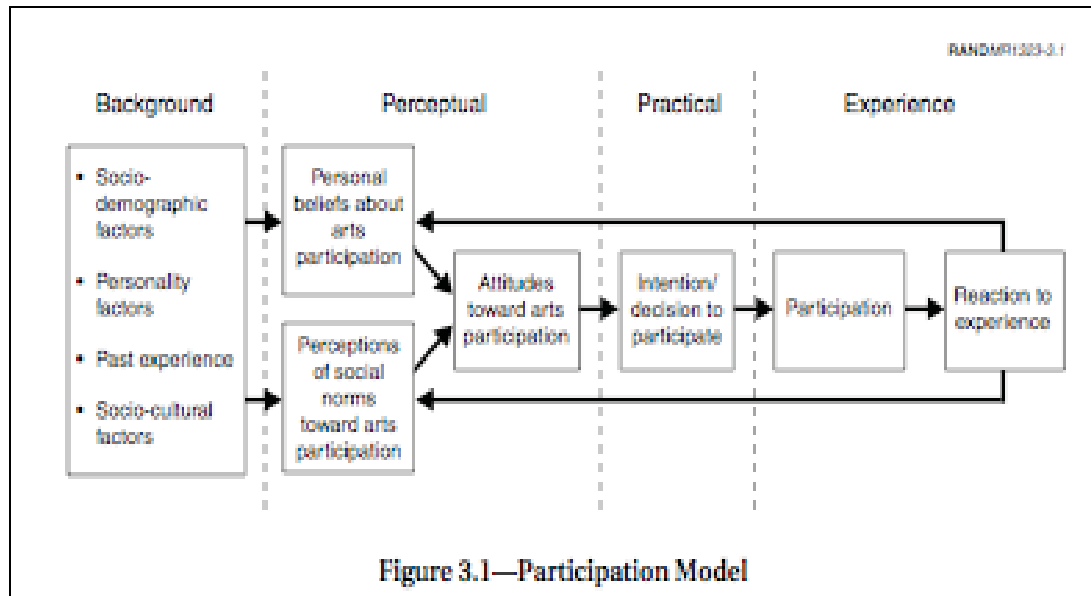 RANDMR1323-3.1
Background
Perceptual
Practical
Experience
• Socio-
demographic
factors
• Personality
factors
• Past experience
• Socio-cultural
factors
Personal
beliefs about
arts
participation
Perceptions
of social
norms
toward arts
participation
Attitudes
toward arts
participation
Intention/
decision to
participate
Participation
Reaction to
experience
Figure 3.1—Participation Model